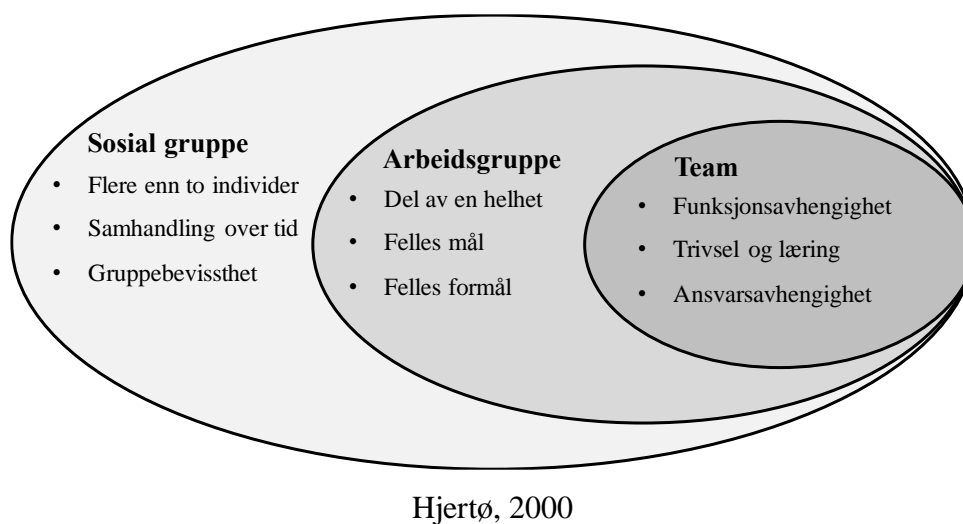 Sosial gruppe
• Flere enn to individer
• Samhandling over tid
• Gruppebevissthet
Arbeidsgruppe
• Del av en helhet
• Felles mål
• Felles formål
Team
• Funksjonsavhengighet
• Trivsel og læring
• Ansvarsavhengighet
Hjertø, 2000